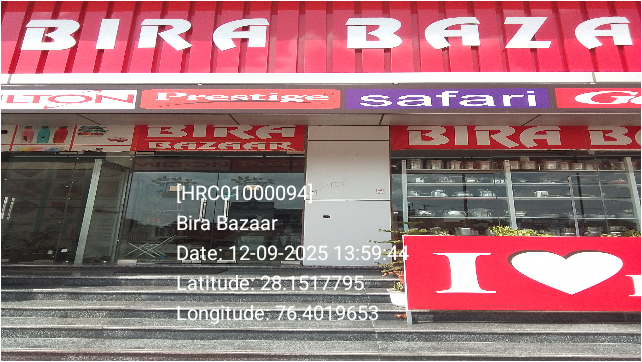 BIRA BAZA
LTON Prestige safari G
BIRA BIRA B
BAZAAR
[HRC01000094]
Bira Bazaar
Date: 12-09-2025 13:59:44
Latitude: 28.1517795
Longitude: 76.4019653
I